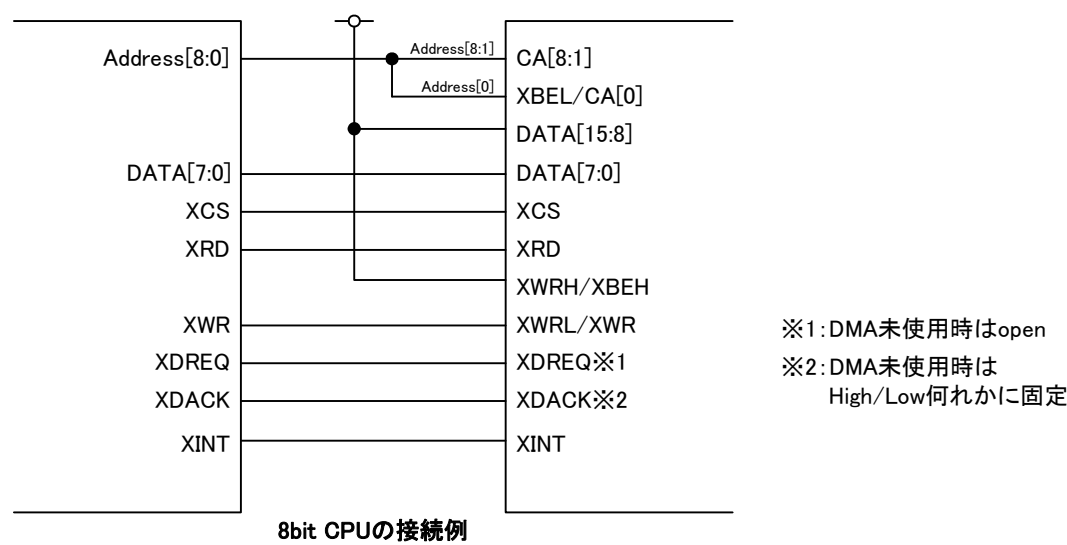 Address[8:0]
Address[8:1]
CA[8:1]
Address[0]
XBEL/CA[0]
DATA[15:8]
DATA[7:0]
DATA[7:0]
XCS
XCS
XRD
XRD
XWRH/XBEH
XWR
XWRL/XWR
XDREQ
XDREQ※1
XDACK
XDACK※2
XINT
XINT
※1:DMA未使用時はopen
※2:DMA未使用時は
High/Low何れかに固定
8bit CPUの接続例